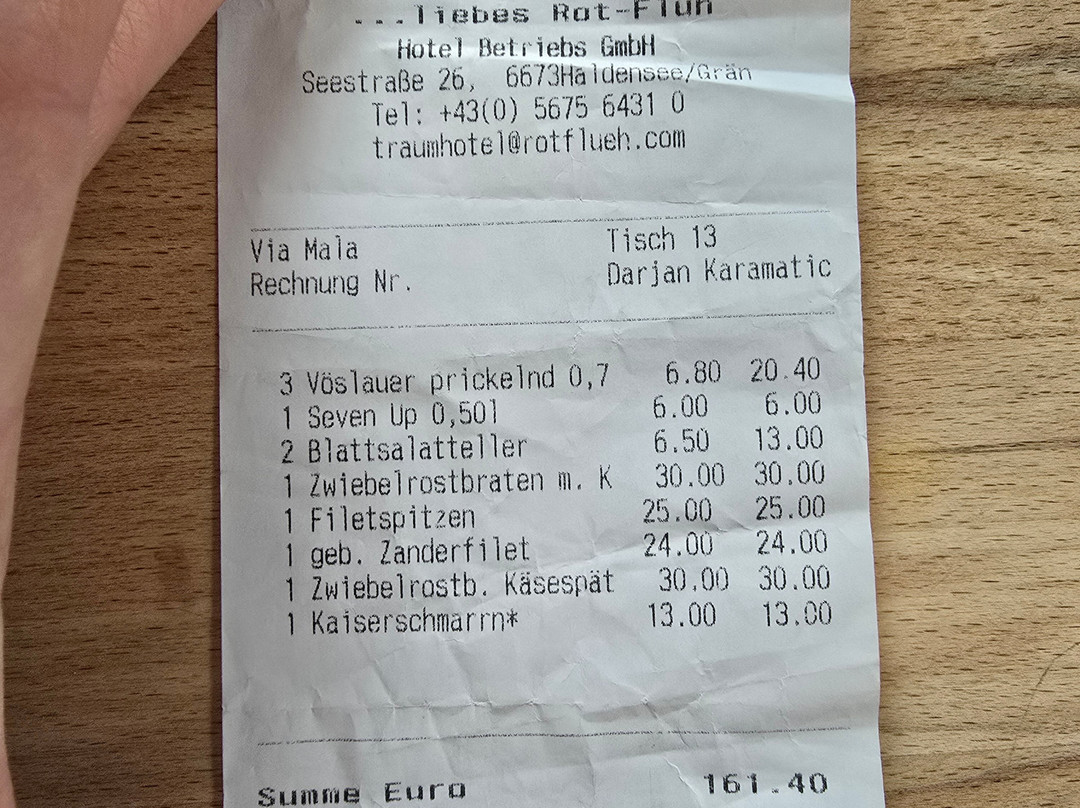 ...liebes Rot-Flüh
Hotel Betriebs GmbH
Seestraße 26, 6673Haldensee/Grän
Tel: +43(0) 5675 6431 0
traumhotel@rotflueh.com
Via Mala Tisch 13
Rechnung Nr. Darjan Karamatic
3 Vöslauer prickelnd 0,7 6.80 20.40
1 Seven Up 0,50l 6.00 6.00
2 Blattsalatteller 6.50 13.00
1 Zwiebelrostbraten m. K 30.00 30.00
1 Filetspitzen 25.00 25.00
1 geb. Zanderfilet 24.00 24.00
1 Zwiebelrostb. Käsespät 30.00 30.00
1 Kaiserschmarrn* 13.00 13.00
Summe Euro 161.40